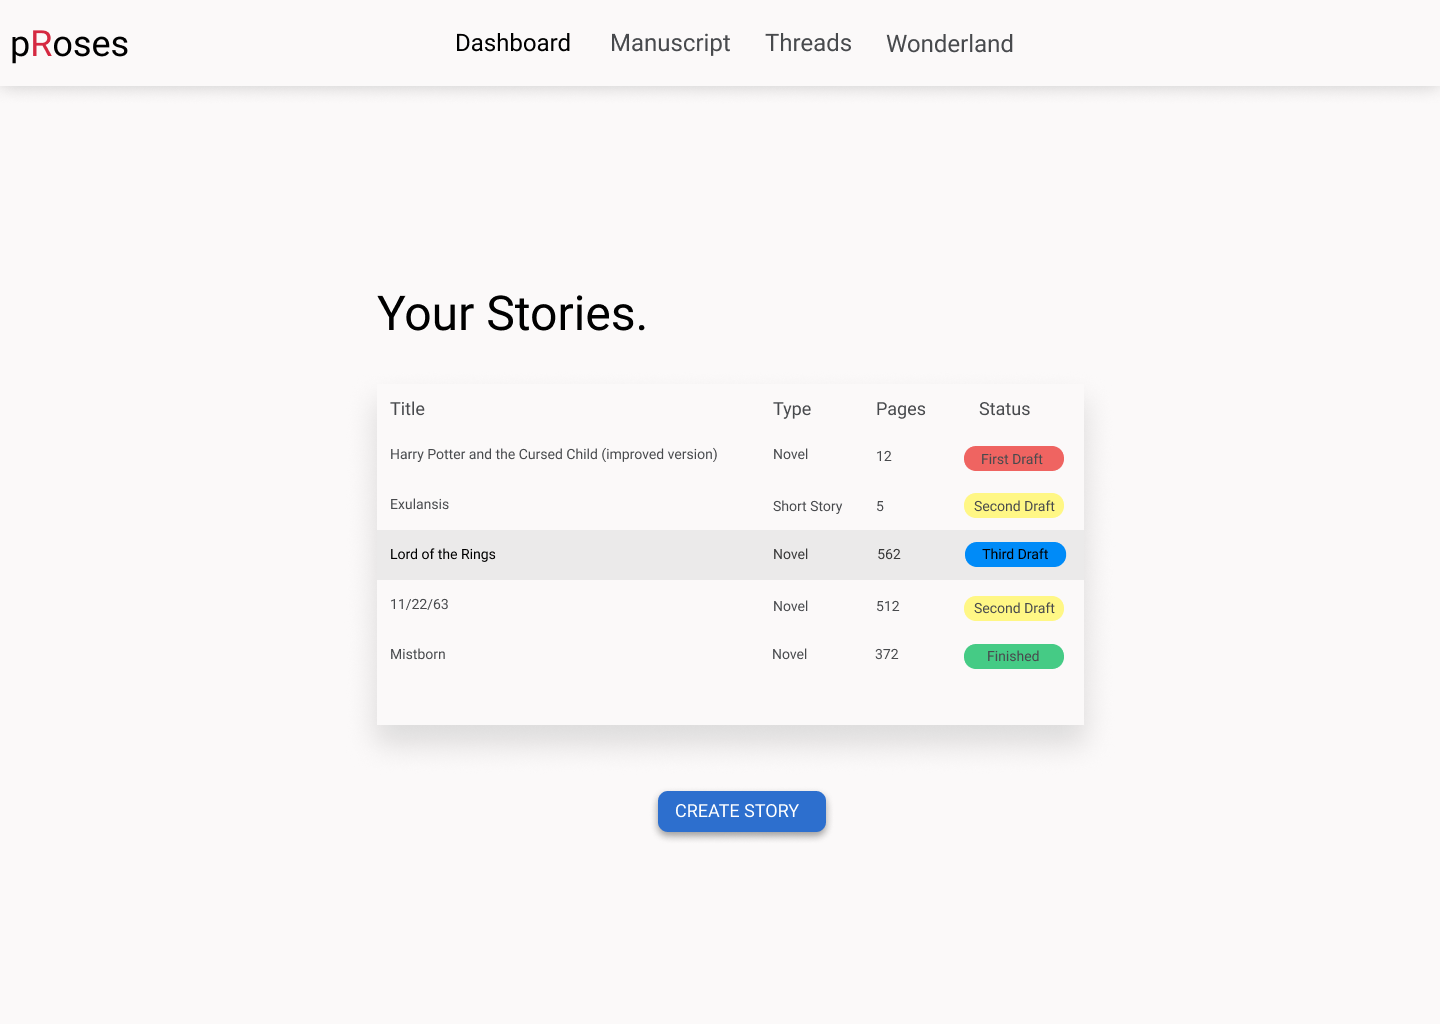 pRoses Dashboard Manuscript Threads Wonderland
Your Stories.
Title Type Pages Status
Harry Potter and the Cursed Child (improved version) Novel 12 First Draft
Exulansis Short Story 5 Second Draft
Lord of the Rings Novel 562 Third Draft
11/22/63 Novel 512 Second Draft
Mistborn Novel 372 Finished
CREATE STORY